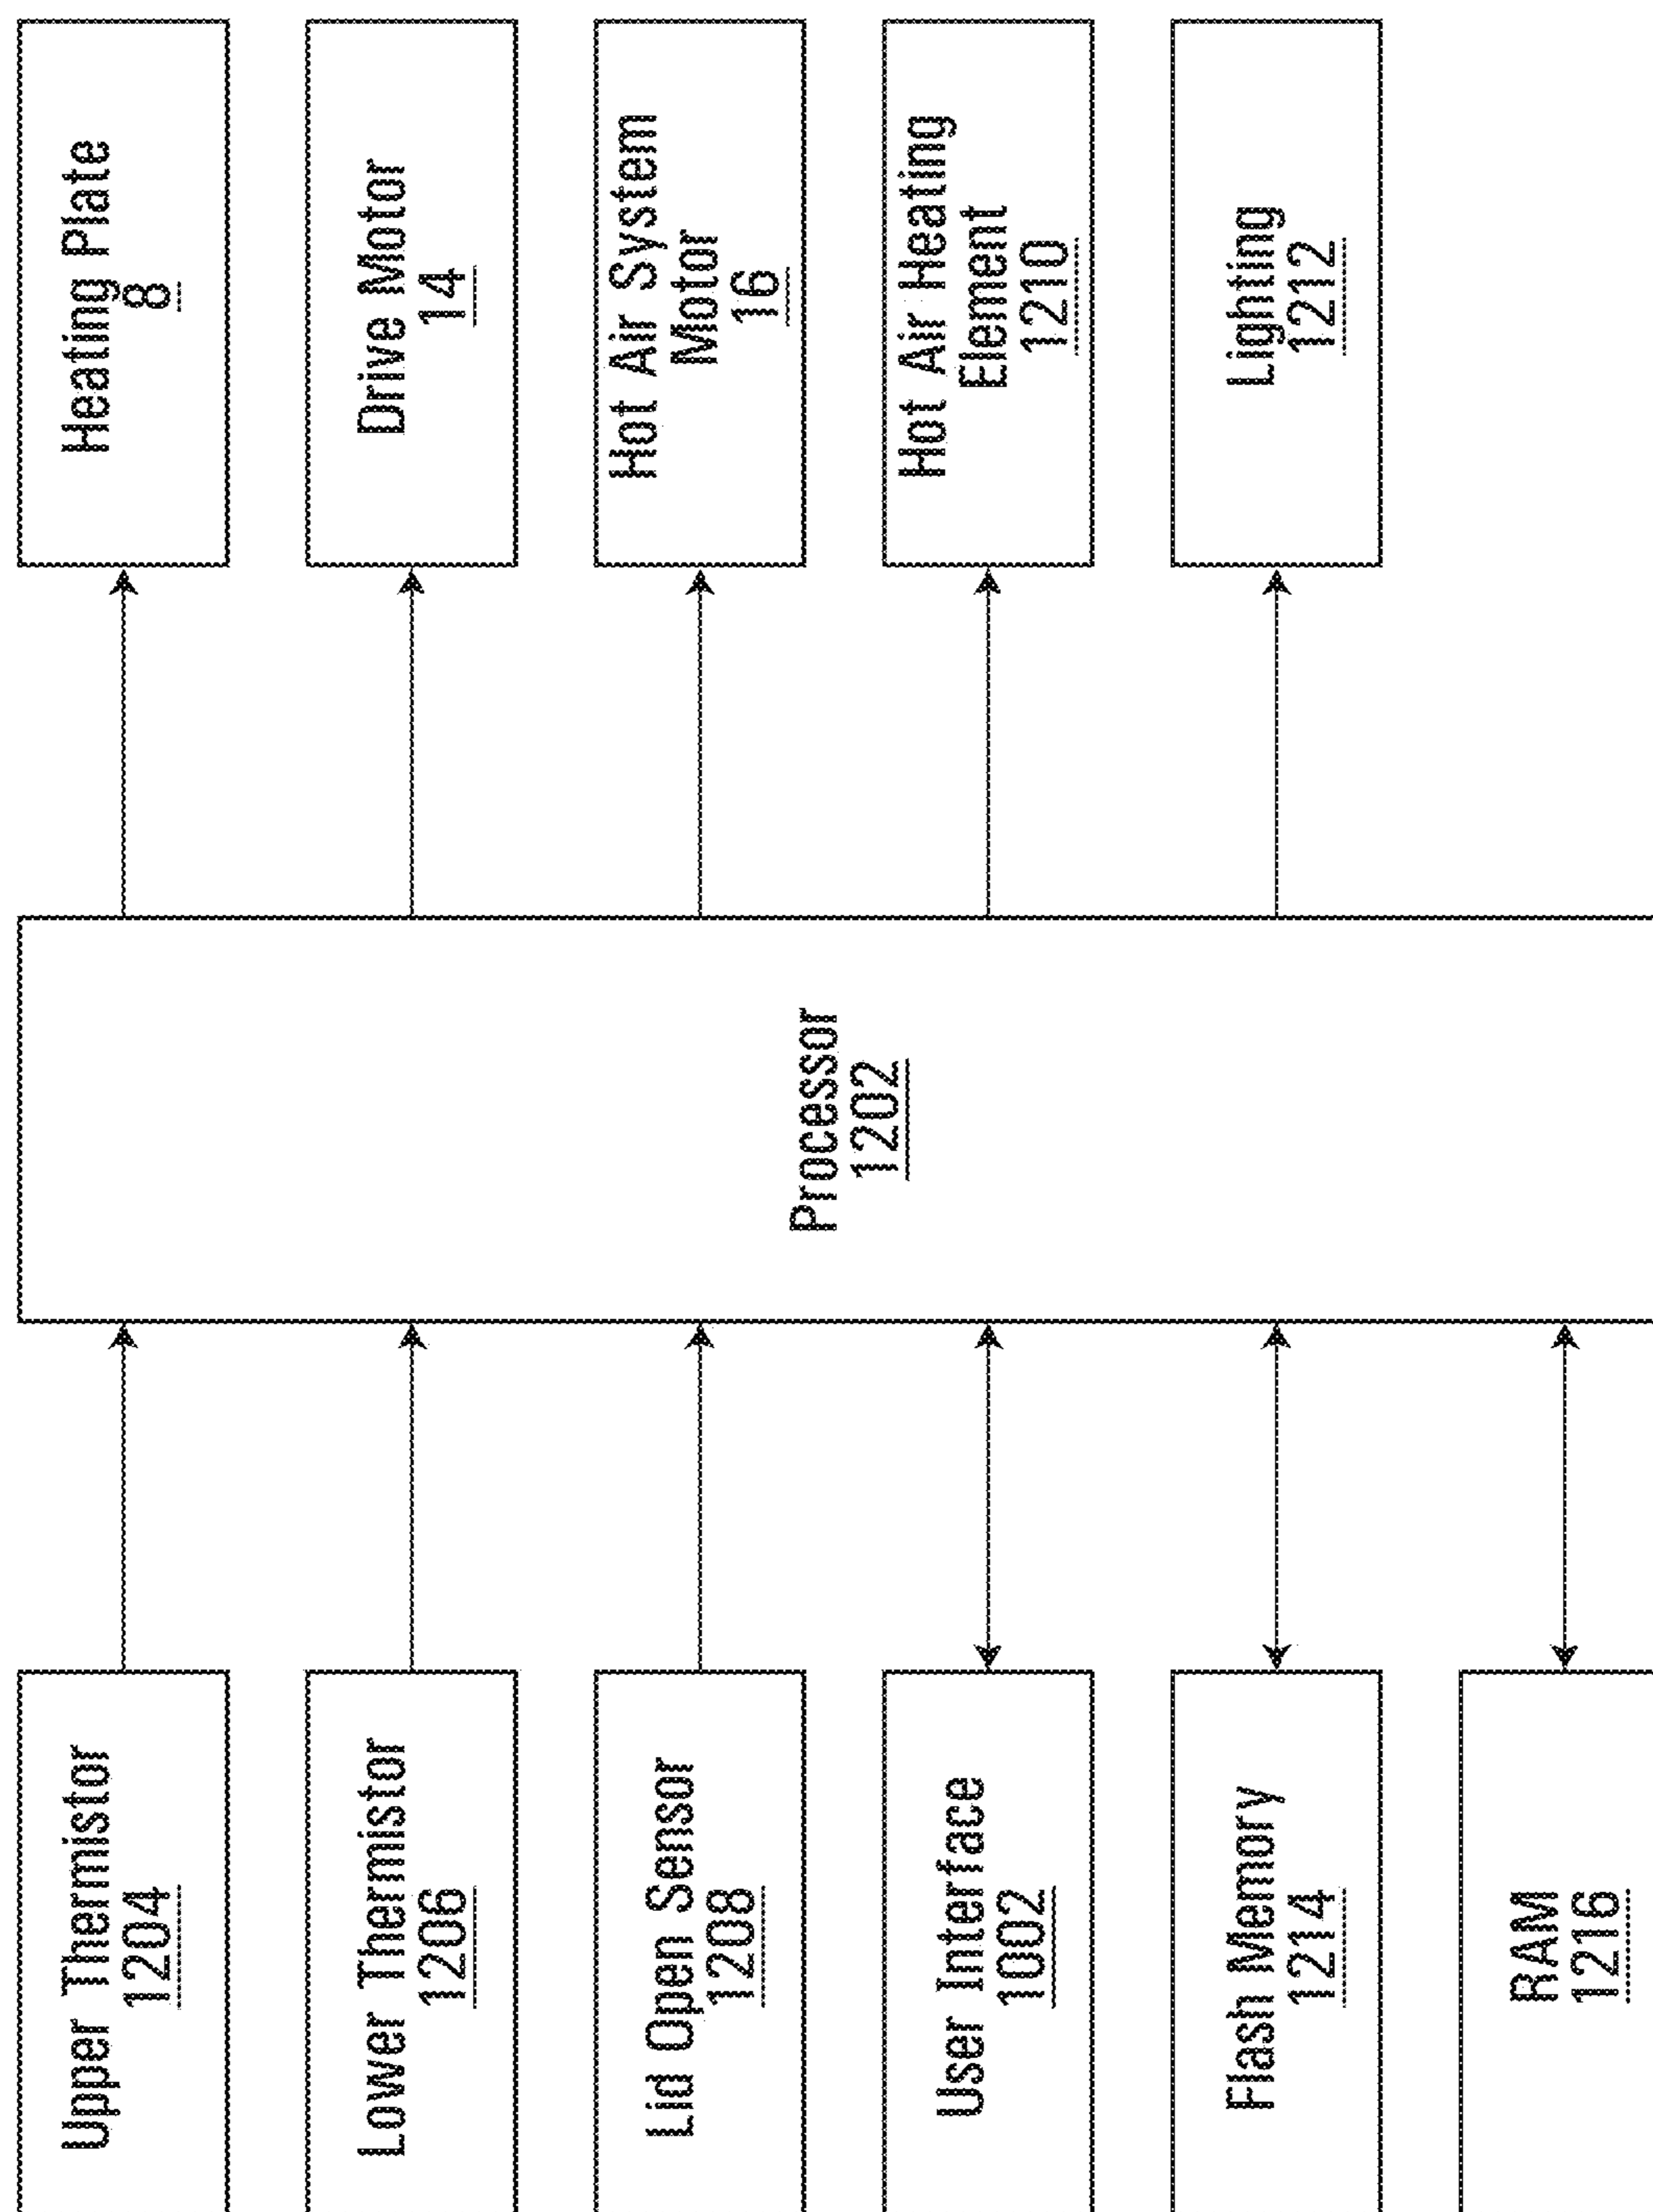 Upper Thermistor
1204
Lower Thermistor
1206
Lid Open Sensor
1208
User Interface
1002
Flash Memory
1214
RAM
1216
Processor
1202
Heating Plate
8
Drive Motor
14
Hot Air System
Motor
16
Hot Air Heating
Element
1210
Lighting
1212